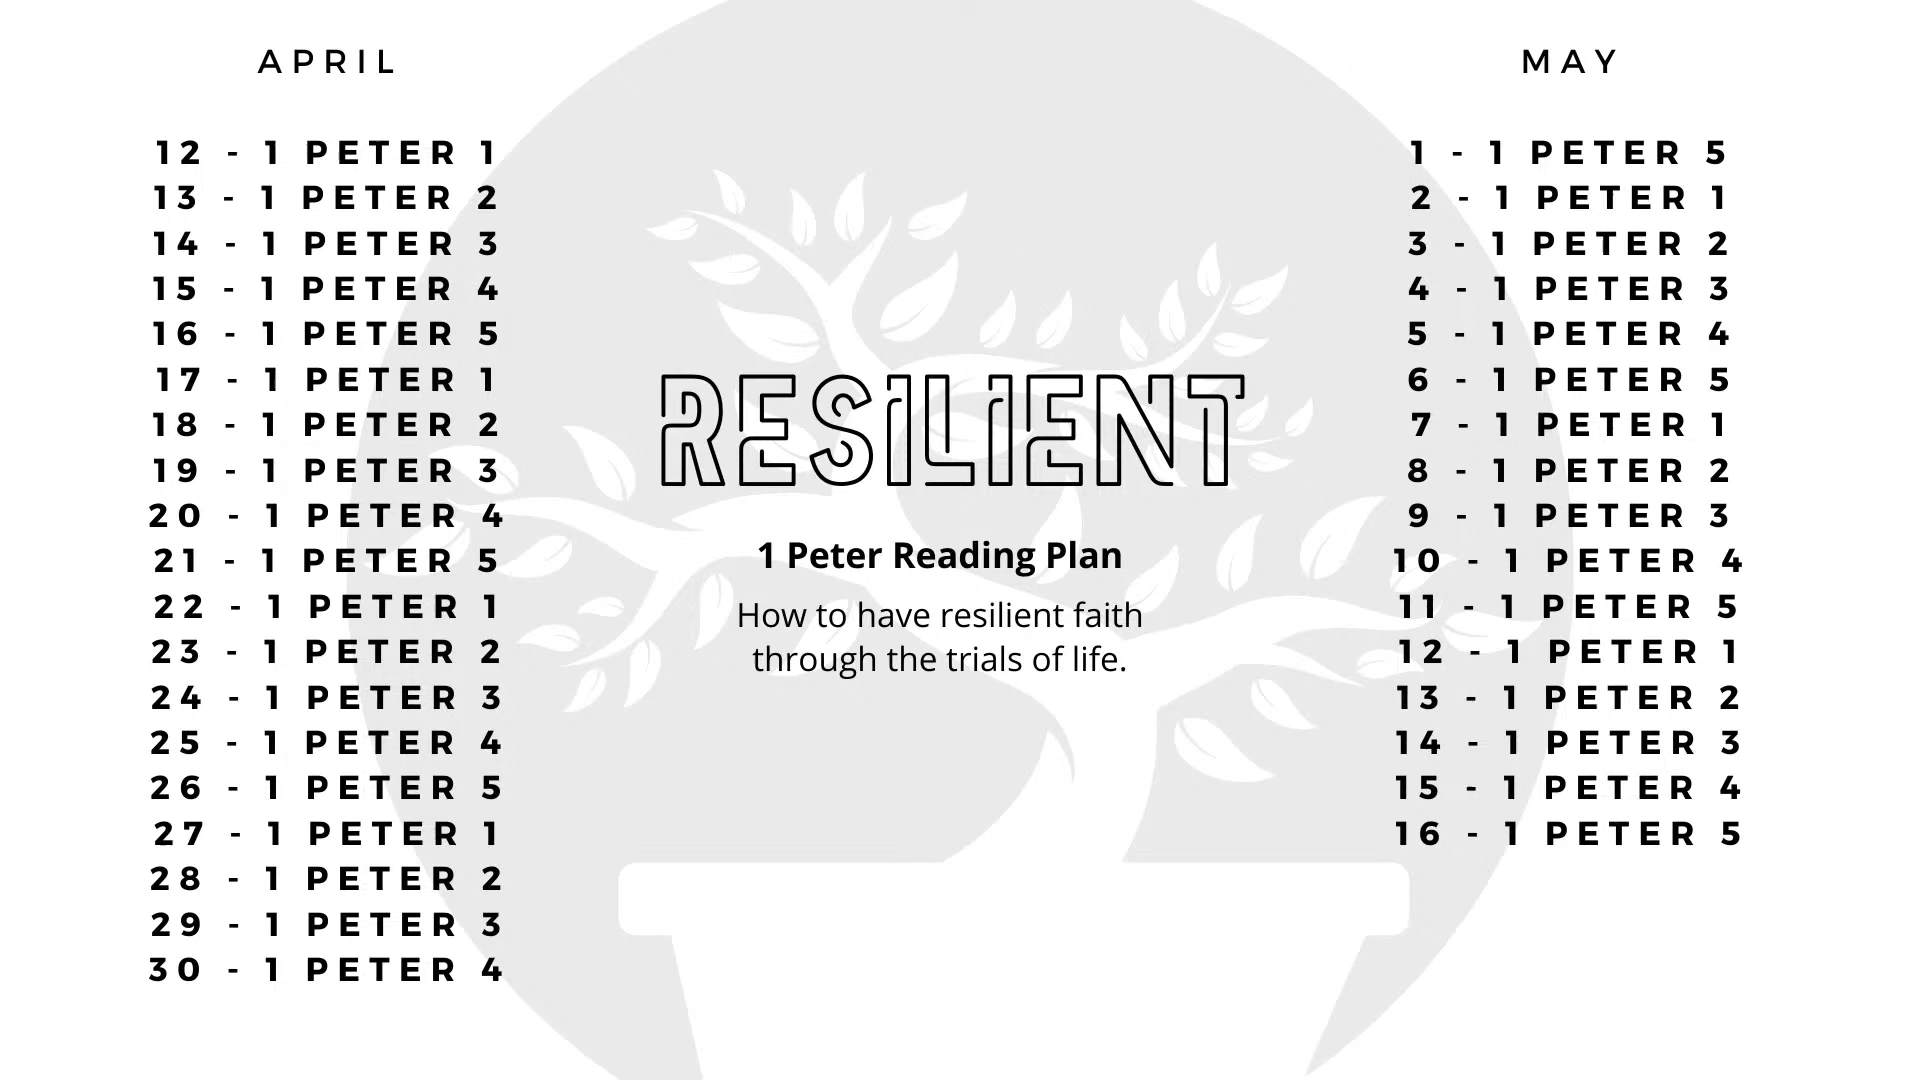 APRIL
12 - 1 PETER 1
13 - 1 PETER 2
14 - 1 PETER 3
15 - 1 PETER 4
16 - 1 PETER 5
17 - 1 PETER 1
18 - 1 PETER 2
19 - 1 PETER 3
20 - 1 PETER 4
21 - 1 PETER 5
22 - 1 PETER 1
23 - 1 PETER 2
24 - 1 PETER 3
25 - 1 PETER 4
26 - 1 PETER 5
27 - 1 PETER 1
28 - 1 PETER 2
29 - 1 PETER 3
30 - 1 PETER 4
RESILIENT
1 Peter Reading Plan
How to have resilient faith
through the trials of life.
MAY
1 - 1 PETER 5
2 - 1 PETER 1
3 - 1 PETER 2
4 - 1 PETER 3
5 - 1 PETER 4
6 - 1 PETER 5
7 - 1 PETER 1
8 - 1 PETER 2
9 - 1 PETER 3
10 - 1 PETER 4
11 - 1 PETER 5
12 - 1 PETER 1
13 - 1 PETER 2
14 - 1 PETER 3
15 - 1 PETER 4
16 - 1 PETER 5